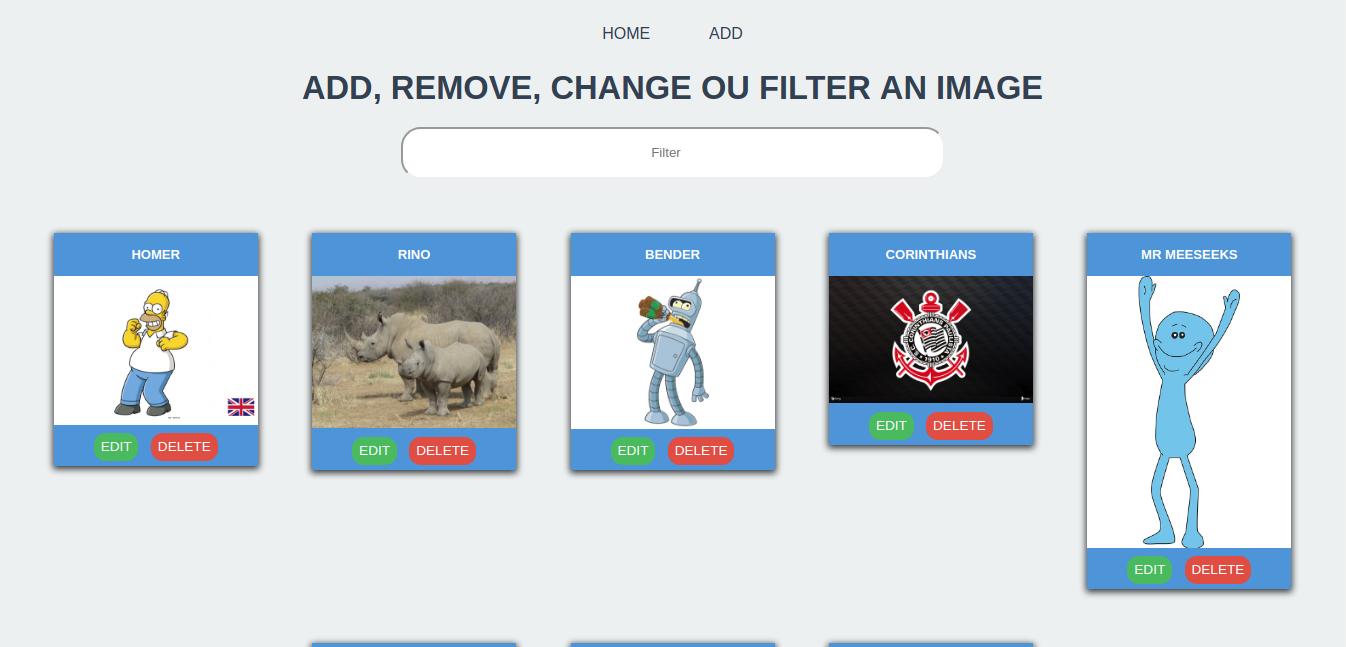 HOME ADD
ADD, REMOVE, CHANGE OU FILTER AN IMAGE
Filter
HOMER RINO BENDER CORINTHIANS MR MEESEEKS
1910
EDIT DELETE EDIT DELETE EDIT DELETE EDIT DELETE EDIT DELETE